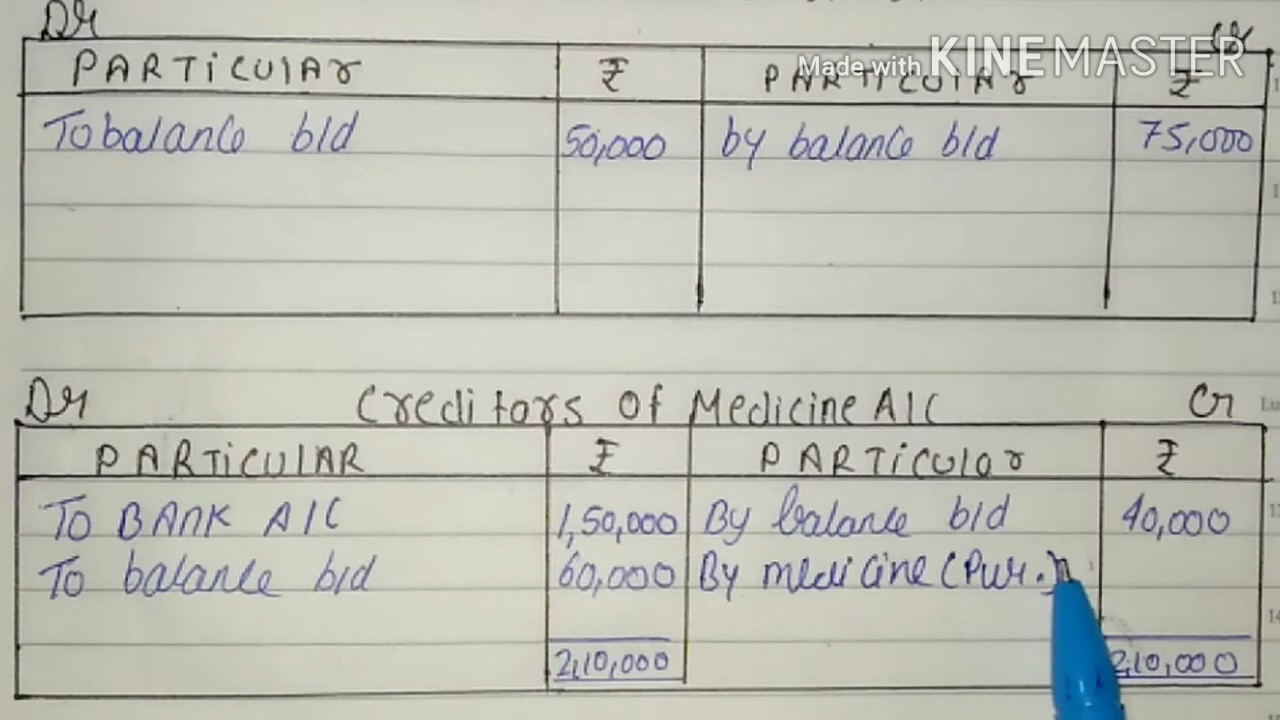 Dr Cr
Made with KINEMASTER
PARTiCUlAr ₹ PARTiCUlAr ₹
To balance b/d 50,000 by balance b/d 75,000
Dr Creditors Of Medicine A/C Cr
PARTiCUlAR ₹ PARTiCUlar ₹
To BAnK A/C 1,50,000 By balance b/d 40,000
To balance b/d 60,000 By medicine (Pur.)
2,10,000 2,10,000